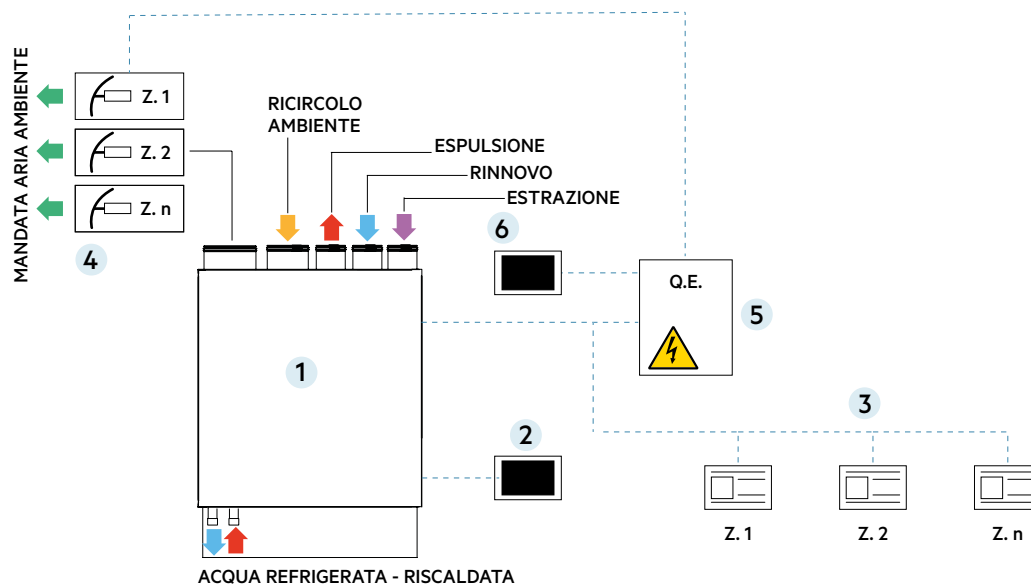 MANDATA ARIA AMBIENTE
Z. 1
Z. 2
Z. n
4
RICIRCOLO
AMBIENTE
ESPULSIONE
RINNOVO
ESTRAZIONE
6
Q.E.
5
1
2
3
Z. 1
Z. 2
Z. n
ACQUA REFRIGERATA - RISCALDATA